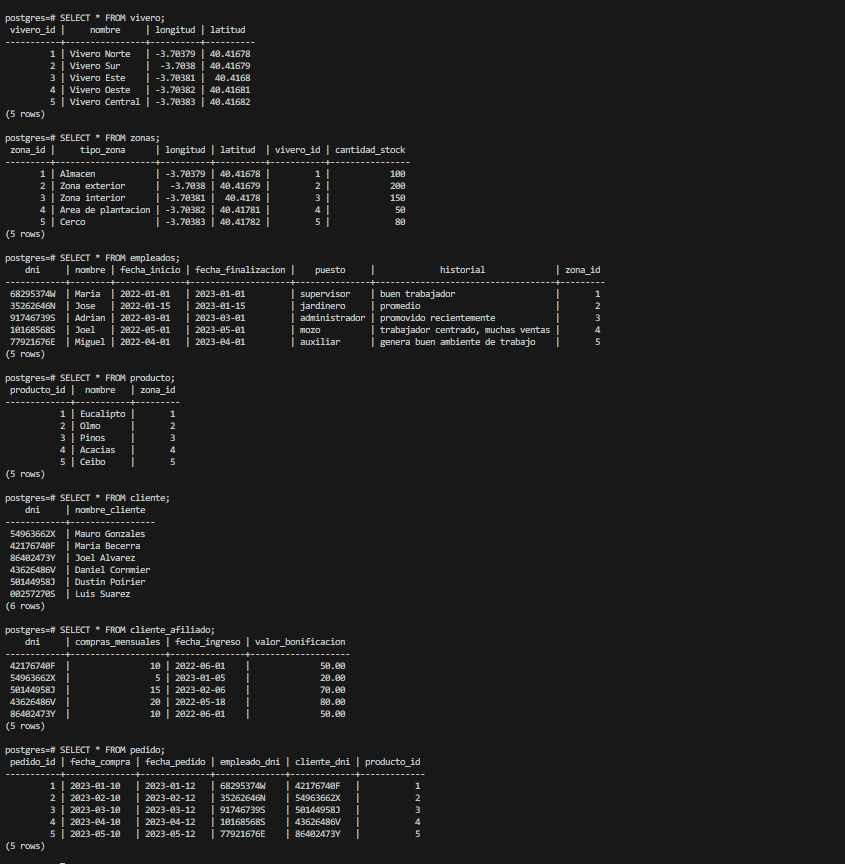 postgres=# SELECT * FROM vivero;
 vivero_id |     nombre     | longitud | latitud
-----------+----------------+----------+----------
         1 | Vivero Norte   | -3.70379 | 40.41678
         2 | Vivero Sur     |  -3.7038 | 40.41679
         3 | Vivero Este    | -3.70381 |  40.4168
         4 | Vivero Oeste   | -3.70382 | 40.41681
         5 | Vivero Central | -3.70383 | 40.41682
(5 rows)
postgres=# SELECT * FROM zonas;
 zona_id |     tipo_zona      | longitud | latitud  | vivero_id | cantidad_stock
---------+--------------------+----------+----------+-----------+----------------
       1 | Almacen            | -3.70379 | 40.41678 |         1 |            100
       2 | Zona exterior      |  -3.7038 | 40.41679 |         2 |            200
       3 | Zona interior      | -3.70381 |  40.4178 |         3 |            150
       4 | Area de plantacion | -3.70382 | 40.41781 |         4 |             50
       5 | Cerco              | -3.70383 | 40.41782 |         5 |             80
(5 rows)
postgres=# SELECT * FROM empleados;
    dni    | nombre | fecha_inicio | fecha_finalizacion |    puesto     |             historial              | zona_id
-----------+--------+--------------+--------------------+---------------+------------------------------------+---------
 68295374W | Maria  | 2022-01-01   | 2023-01-01         | supervisor    | buen trabajador                    |       1
 35262646N | Jose   | 2022-01-15   | 2023-01-15         | jardinero     | promedio                           |       2
 91746739S | Adrian | 2022-03-01   | 2023-03-01         | administrador | promovido recientemente            |       3
 10168568S | Joel   | 2022-05-01   | 2023-05-01         | mozo          | trabajador centrado, muchas ventas |       4
 77921676E | Miguel | 2022-04-01   | 2023-04-01         | auxiliar      | genera buen ambiente de trabajo    |       5
(5 rows)
postgres=# SELECT * FROM producto;
 producto_id |  nombre   | zona_id
-------------+-----------+---------
           1 | Eucalipto |       1
           2 | Olmo      |       2
           3 | Pinos     |       3
           4 | Acacias   |       4
           5 | Ceibo     |       5
(5 rows)
postgres=# SELECT * FROM cliente;
    dni    | nombre_cliente
-----------+-----------------
 54963662X | Mauro Gonzales
 42176740F | Maria Becerra
 86402473Y | Joel Alvarez
 43626486V | Daniel Cornmier
 50144958J | Dustin Poirier
 00257270S | Luis Suarez
(6 rows)
postgres=# SELECT * FROM cliente_afiliado;
    dni    | compras_mensuales | fecha_ingreso | valor_bonificacion
-----------+-------------------+---------------+--------------------
 42176740F |                10 | 2022-06-01    |              50.00
 54963662X |                 5 | 2023-01-05    |              20.00
 50144958J |                15 | 2023-02-06    |              70.00
 43626486V |                20 | 2022-05-18    |              80.00
 86402473Y |                10 | 2022-06-01    |              50.00
(5 rows)
postgres=# SELECT * FROM pedido;
 pedido_id | fecha_compra | fecha_pedido | empleado_dni | cliente_dni | producto_id
-----------+--------------+--------------+--------------+-------------+-------------
         1 | 2023-01-10   | 2023-01-12   | 68295374W    | 42176740F   |           1
         2 | 2023-02-10   | 2023-02-12   | 35262646N    | 54963662X   |           2
         3 | 2023-03-10   | 2023-03-12   | 91746739S    | 50144958J   |           3
         4 | 2023-04-10   | 2023-04-12   | 10168568S    | 43626486V   |           4
         5 | 2023-05-10   | 2023-05-12   | 77921676E    | 86402473Y   |           5
(5 rows)